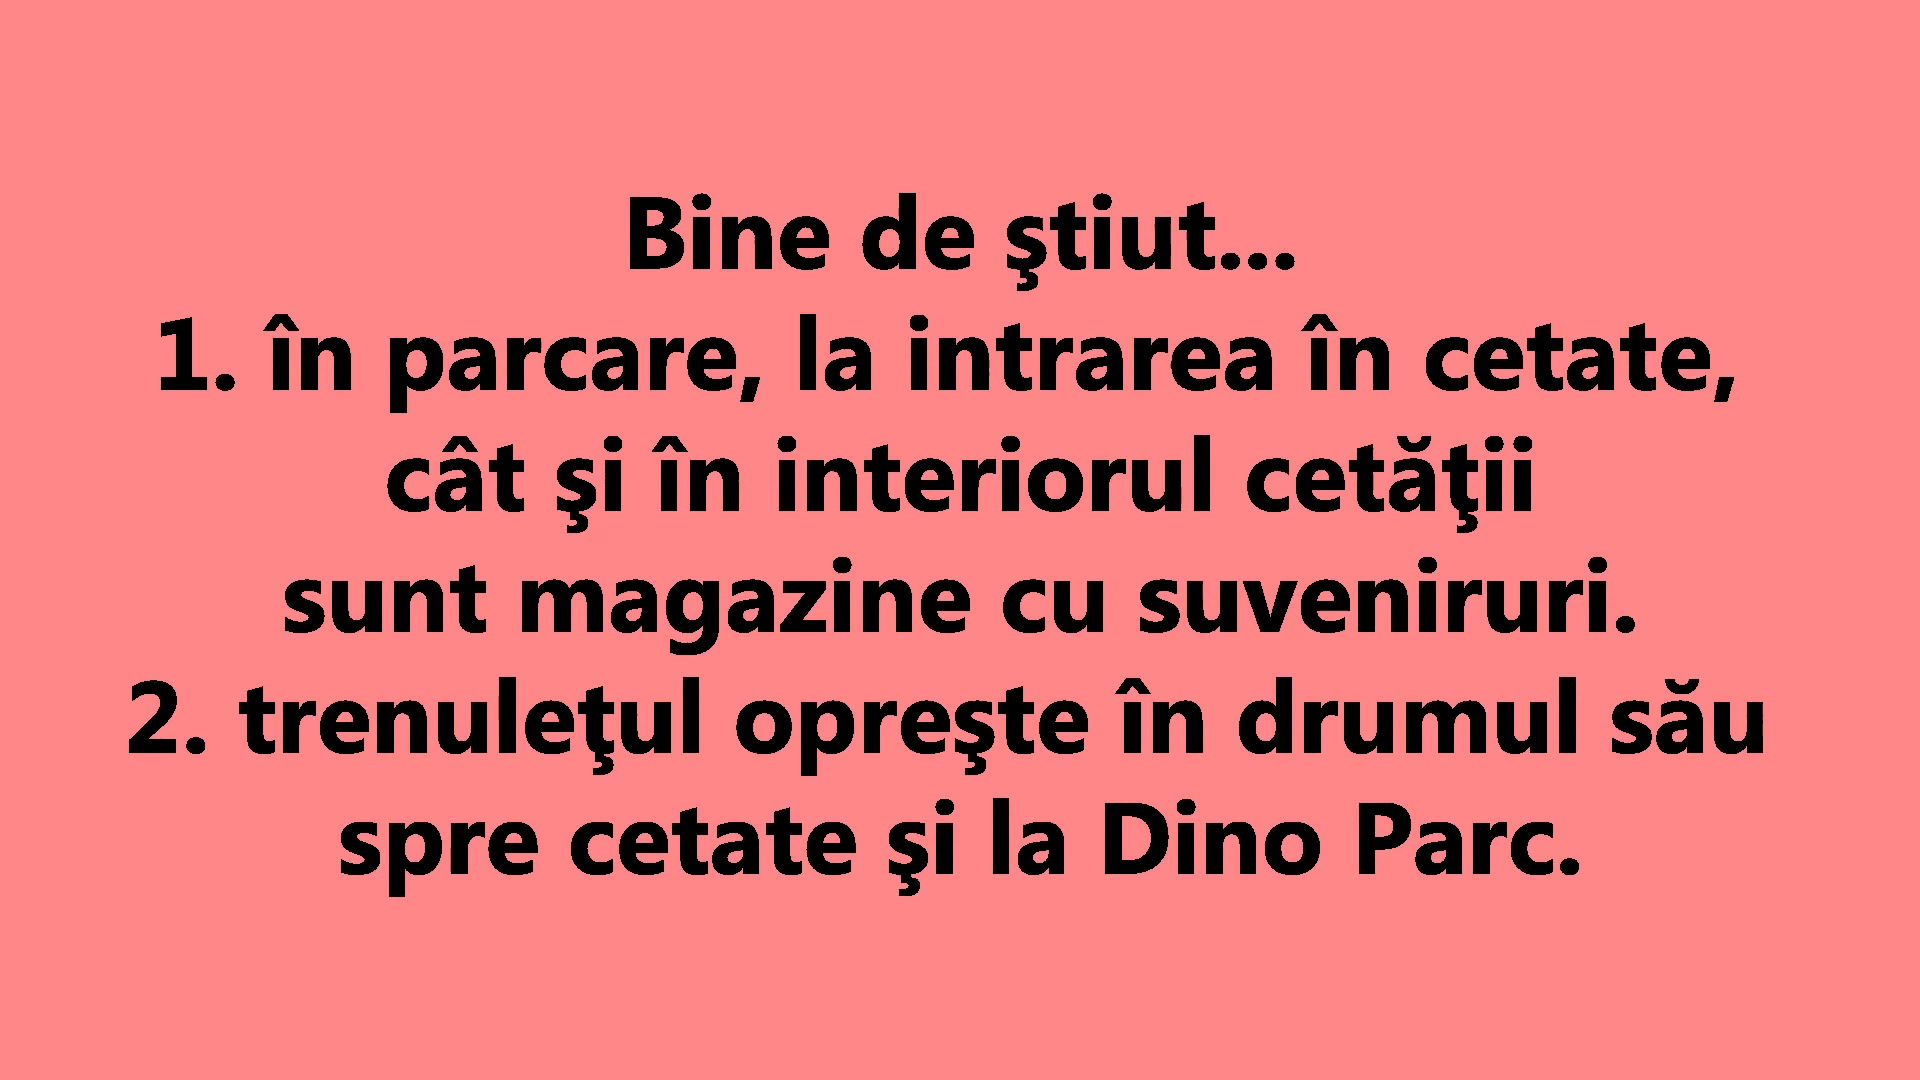 Bine de ştiut...
1. în parcare, la intrarea în cetate,
cât şi în interiorul cetăţii
sunt magazine cu suveniruri.
2. trenuleţul opreşte în drumul său
spre cetate şi la Dino Parc.